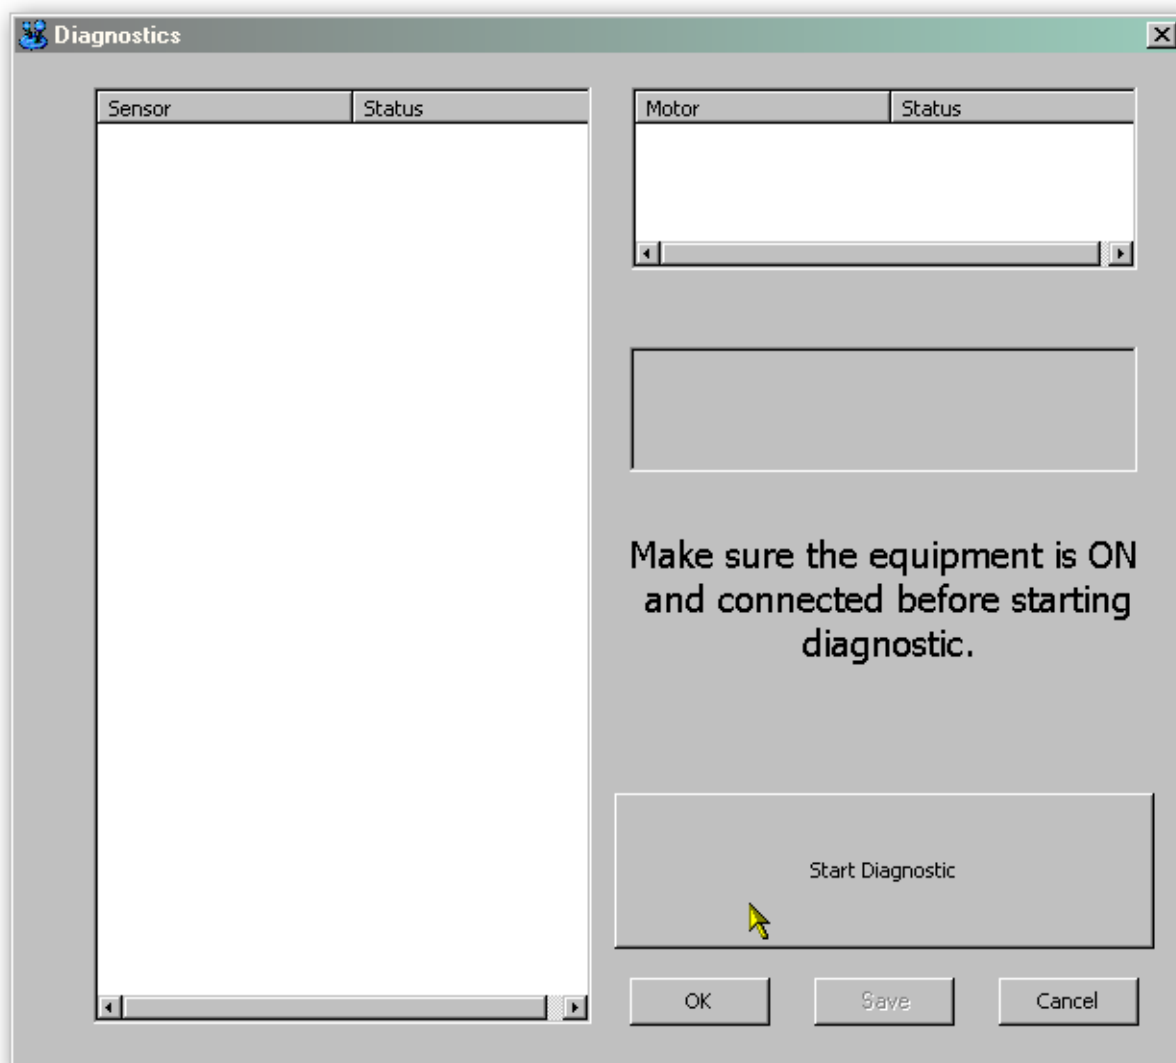 Diagnostics
Sensor Status
Motor Status
Make sure the equipment is ON
and connected before starting
diagnostic.
Start Diagnostic
OK Save Cancel